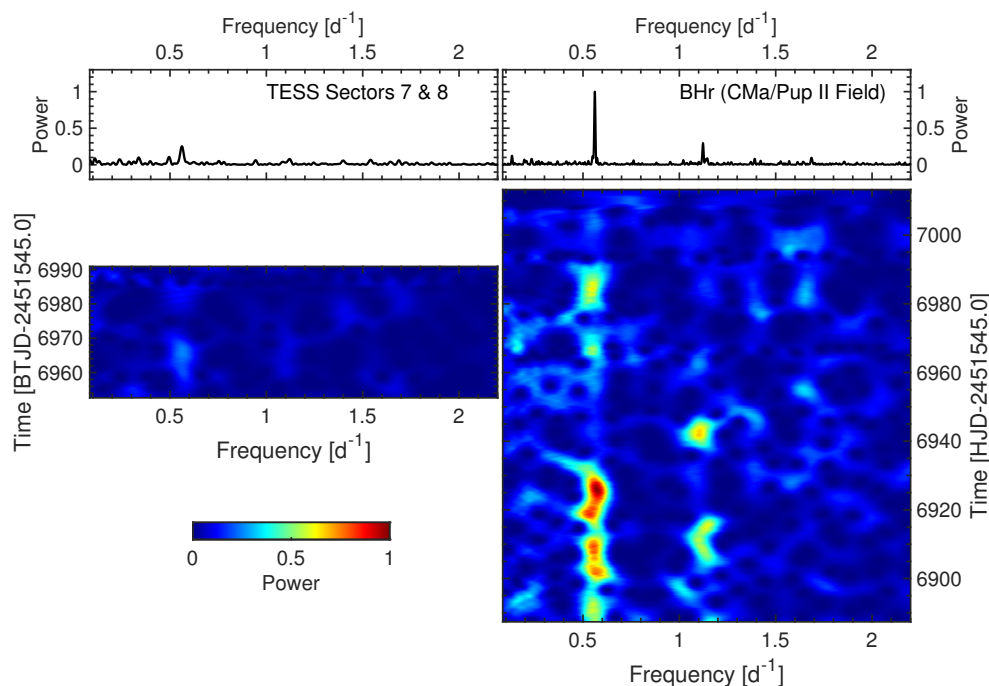 Frequency [d-1]
0.5 1 1.5 2
Power
1
0.5
0
TESS Sectors 7 & 8
Frequency [d-1]
0.5 1 1.5 2
BHr (CMa/Pup II Field)
1
0.5
0
Power
Time [BTJD-2451545.0]
6990
6980
6970
6960
0.5 1 1.5 2
Frequency [d-1]
0 0.5 1
Power
7000
6980
6960
6940
6920
6900
Time [HJD-2451545.0]
0.5 1 1.5 2
Frequency [d-1]